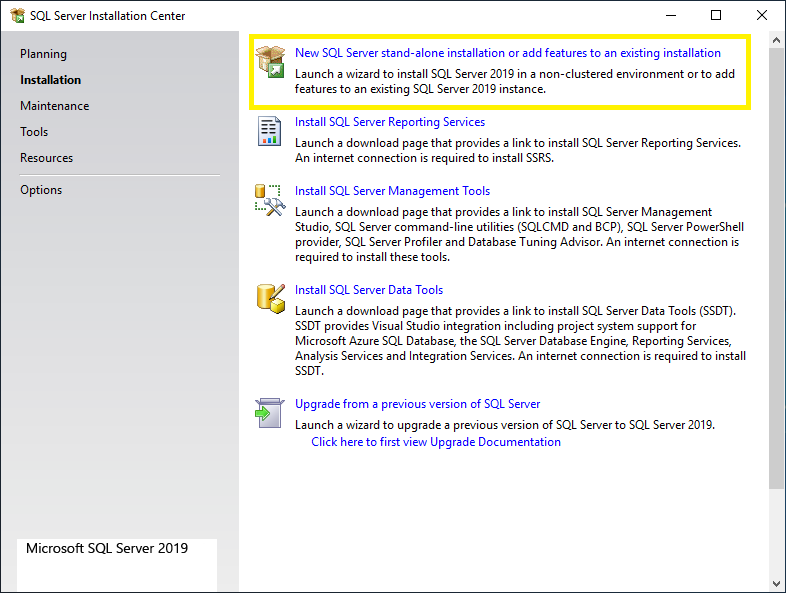 SQL Server Installation Center
Planning
Installation
Maintenance
Tools
Resources
Options
Microsoft SQL Server 2019
New SQL Server stand-alone installation or add features to an existing installation
Launch a wizard to install SQL Server 2019 in a non-clustered environment or to add
features to an existing SQL Server 2019 instance.
Install SQL Server Reporting Services
Launch a download page that provides a link to install SQL Server Reporting Services.
An internet connection is required to install SSRS.
Install SQL Server Management Tools
Launch a download page that provides a link to install SQL Server Management
Studio, SQL Server command-line utilities (SQLCMD and BCP), SQL Server PowerShell
provider, SQL Server Profiler and Database Tuning Advisor. An internet connection is
required to install these tools.
Install SQL Server Data Tools
Launch a download page that provides a link to install SQL Server Data Tools (SSDT).
SSDT provides Visual Studio integration including project system support for
Microsoft Azure SQL Database, the SQL Server Database Engine, Reporting Services,
Analysis Services and Integration Services. An internet connection is required to install
SSDT.
Upgrade from a previous version of SQL Server
Launch a wizard to upgrade a previous version of SQL Server to SQL Server 2019.
Click here to first view Upgrade Documentation